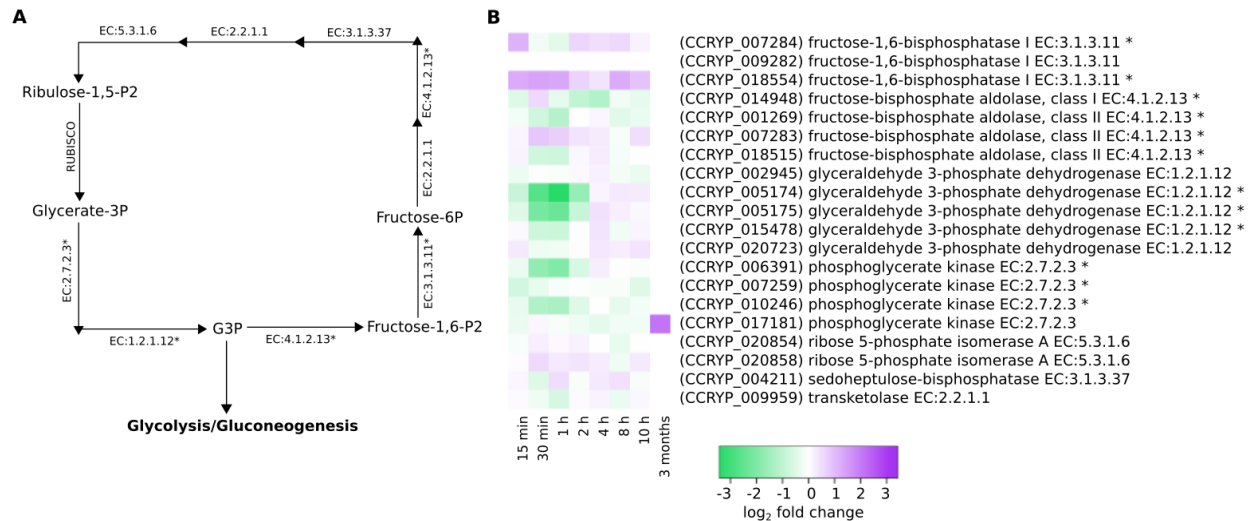 A
EC:5.3.1.6
EC:2.2.1.1
EC:3.1.3.37
Ribulose-1,5-P2
EC:4.1.2.13*
RUBISCO
EC:2.2.1.1
Glycerate-3P
Fructose-6P
EC:2.7.2.3*
EC:3.1.3.11*
G3P
Fructose-1,6-P2
EC:1.2.1.12*
EC:4.1.2.13*
Glycolysis/Gluconeogenesis
B
(CCRYP_007284) fructose-1,6-bisphosphatase I EC:3.1.3.11 *
(CCRYP_009282) fructose-1,6-bisphosphatase I EC:3.1.3.11
(CCRYP_018554) fructose-1,6-bisphosphatase I EC:3.1.3.11 *
(CCRYP_014948) fructose-bisphosphate aldolase, class I EC:4.1.2.13 *
(CCRYP_001269) fructose-bisphosphate aldolase, class II EC:4.1.2.13 *
(CCRYP_007283) fructose-bisphosphate aldolase, class II EC:4.1.2.13 *
(CCRYP_018515) fructose-bisphosphate aldolase, class II EC:4.1.2.13 *
(CCRYP_002945) glyceraldehyde 3-phosphate dehydrogenase EC:1.2.1.12
(CCRYP_005174) glyceraldehyde 3-phosphate dehydrogenase EC:1.2.1.12 *
(CCRYP_005175) glyceraldehyde 3-phosphate dehydrogenase EC:1.2.1.12 *
(CCRYP_015478) glyceraldehyde 3-phosphate dehydrogenase EC:1.2.1.12 *
(CCRYP_020723) glyceraldehyde 3-phosphate dehydrogenase EC:1.2.1.12
(CCRYP_006391) phosphoglycerate kinase EC:2.7.2.3 *
(CCRYP_007259) phosphoglycerate kinase EC:2.7.2.3 *
(CCRYP_010246) phosphoglycerate kinase EC:2.7.2.3 *
(CCRYP_017181) phosphoglycerate kinase EC:2.7.2.3
(CCRYP_020854) ribose 5-phosphate isomerase A EC:5.3.1.6
(CCRYP_020858) ribose 5-phosphate isomerase A EC:5.3.1.6
(CCRYP_004211) sedoheptulose-bisphosphatase EC:3.1.3.37
(CCRYP_009959) transketolase EC:2.2.1.1
15 min
30 min
1 h
2 h
4 h
8 h
10 h
3 months
-3 -2 -1 0 1 2 3
log₂ fold change